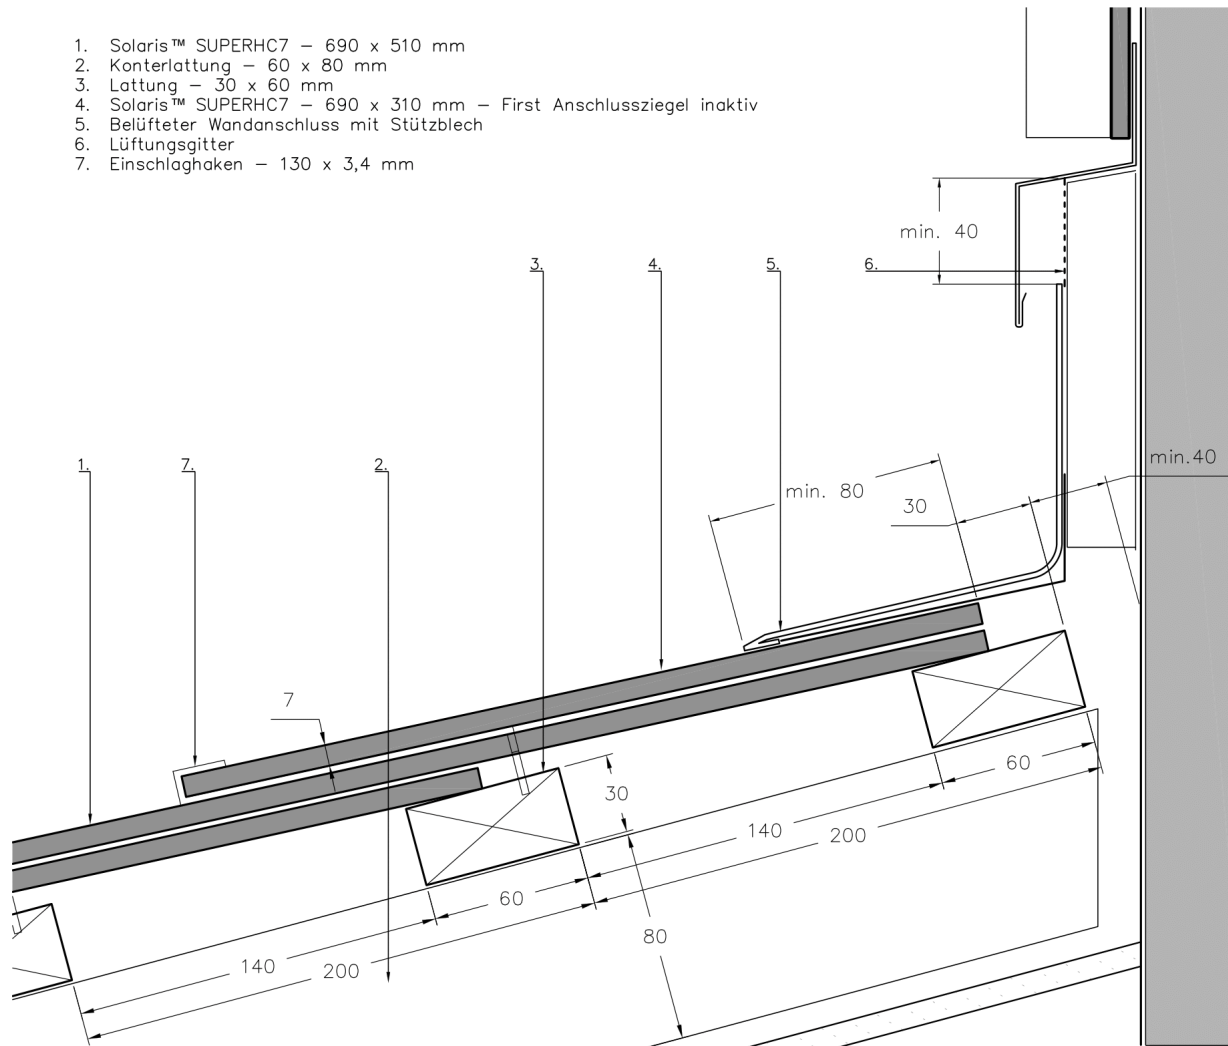 1. Solaris™ SUPERHC7 – 690 x 510 mm
2. Konterlattung – 60 x 80 mm
3. Lattung – 30 x 60 mm
4. Solaris™ SUPERHC7 – 690 x 310 mm – First Anschlussziegel inaktiv
5. Belüfteter Wandanschluss mit Stützblech
6. Lüftungsgitter
7. Einschlaghaken – 130 x 3,4 mm
min. 40
3.
4.
5.
6.
1.
7.
2.
min.40
min. 80
30
7
60
30
140
200
60
80
140
200